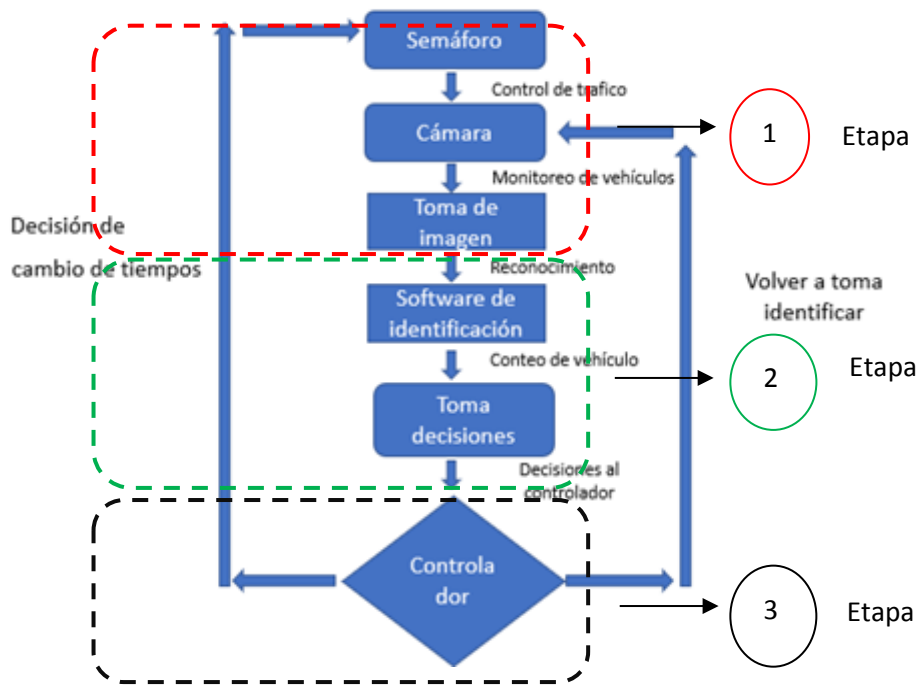 Semáforo
Control de trafico
Cámara
1
Etapa
Monitoreo de vehículos
Toma de
imagen
Decisión de
cambio de tiempos
Reconocimiento
Volver a toma
identificar
Software de
identificación
Conteo de vehículo
2
Etapa
Toma
decisiones
Decisiones al
controlador
Controla
dor
3
Etapa